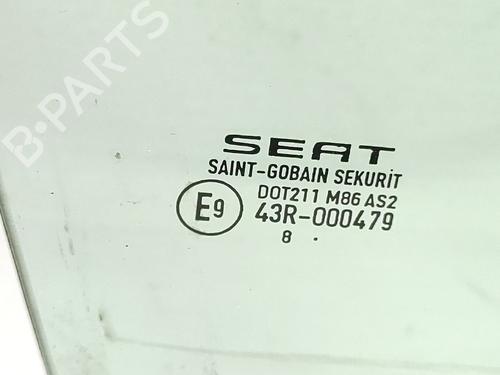 B-PARTS
SEAT
SAINT-GOBAIN SEKURIT
DOT211 M86 AS2
E9 43R-000479
8 .